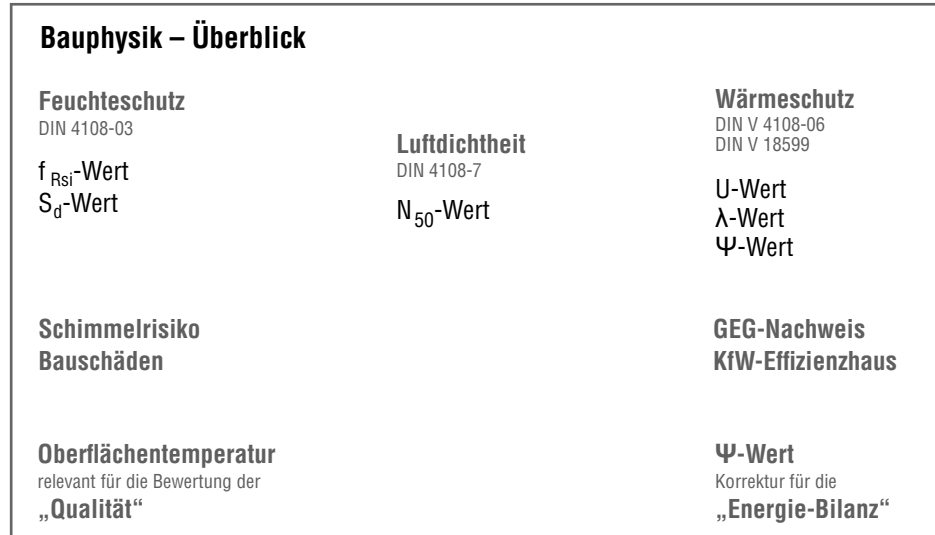 Bauphysik – Überblick
Feuchteschutz
DIN 4108-03
f Rsi-Wert
Sd-Wert
Luftdichtheit
DIN 4108-7
N50-Wert
Wärmeschutz
DIN V 4108-06
DIN V 18599
U-Wert
λ-Wert
Ψ-Wert
Schimmelrisiko
Bauschäden
GEG-Nachweis
KfW-Effizienzhaus
Oberflächentemperatur
relevant für die Bewertung der
„Qualität“
Ψ-Wert
Korrektur für die
„Energie-Bilanz“